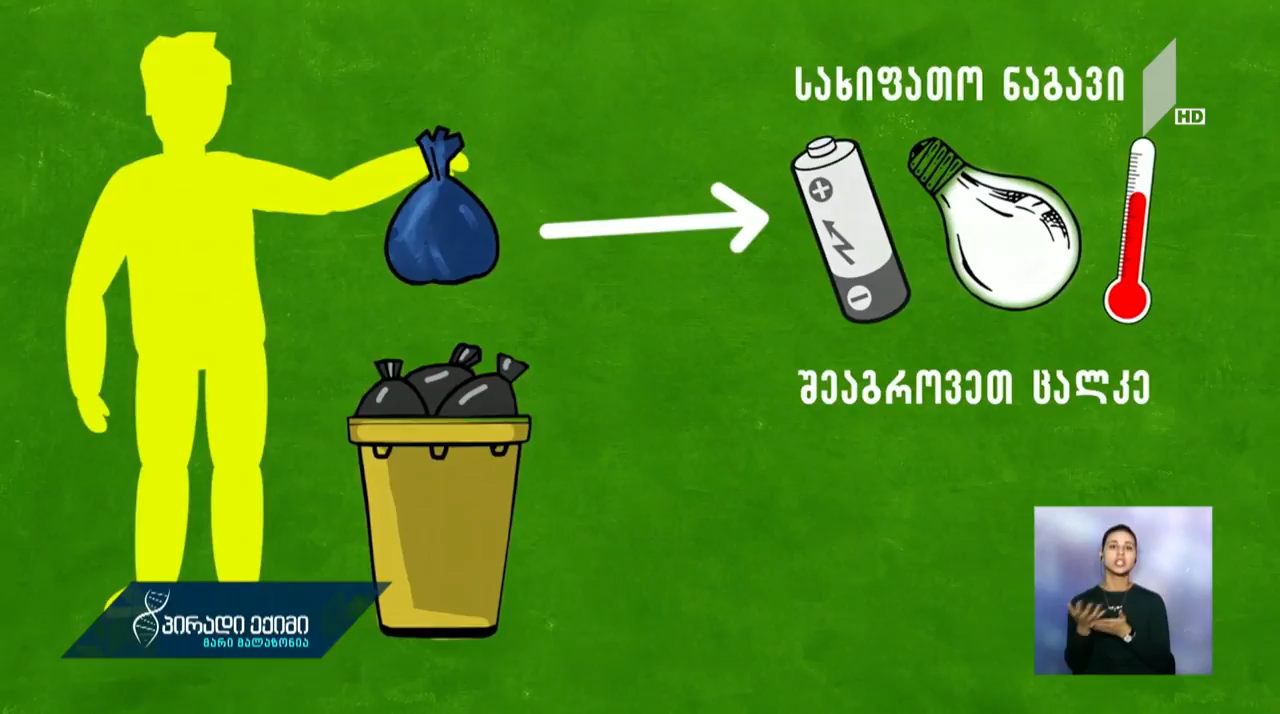 სახიფათო ნაგავი
HD
შეაგროვეთ ცალკე
პირადი ექიმი
მარი მალაზონია